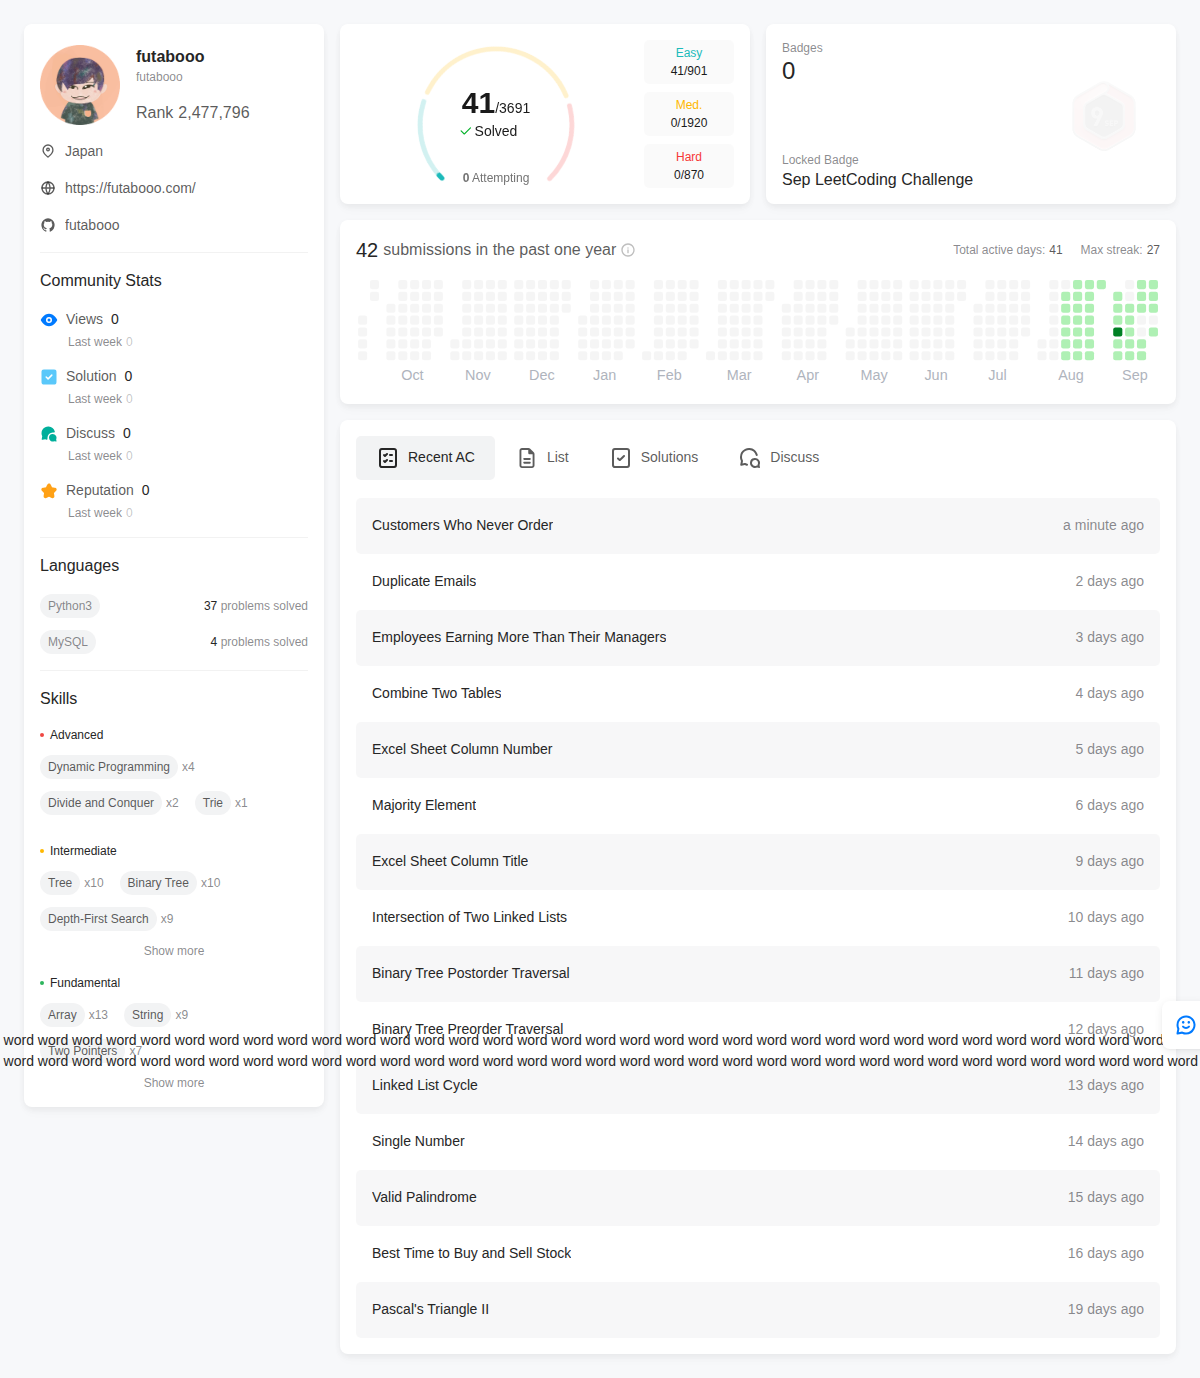 futabooo
futabooo
Rank 2,477,796
Japan
https://futabooo.com/
futabooo
Community Stats
Views 0
Last week 0
Solution 0
Last week 0
Discuss 0
Last week 0
Reputation 0
Last week 0
Languages
Python3 37 problems solved
MySQL 4 problems solved
Skills
Advanced
Dynamic Programming x4
Divide and Conquer x2 Trie x1
Intermediate
Tree x10 Binary Tree x10
Depth-First Search x9
Show more
Fundamental
Array x13 String x9
Two Pointers x7
Show more
41/3691
Solved
0 Attempting
Easy
41/901
Med.
0/1920
Hard
0/870
Badges
0
Locked Badge
Sep LeetCoding Challenge
42 submissions in the past one year
Total active days: 41 Max streak: 27
Oct Nov Dec Jan Feb Mar Apr May Jun Jul Aug Sep
Recent AC List Solutions Discuss
Customers Who Never Order a minute ago
Duplicate Emails 2 days ago
Employees Earning More Than Their Managers 3 days ago
Combine Two Tables 4 days ago
Excel Sheet Column Number 5 days ago
Majority Element 6 days ago
Excel Sheet Column Title 9 days ago
Intersection of Two Linked Lists 10 days ago
Binary Tree Postorder Traversal 11 days ago
Binary Tree Preorder Traversal 12 days ago
word word word word word word word word word word word word word word word word word word word word word word word word word word word word word word word word word word
word word word word word word word word word word word word word word word word word word word word word word word word word word word word word word word word word word word
Linked List Cycle 13 days ago
Single Number 14 days ago
Valid Palindrome 15 days ago
Best Time to Buy and Sell Stock 16 days ago
Pascal's Triangle II 19 days ago